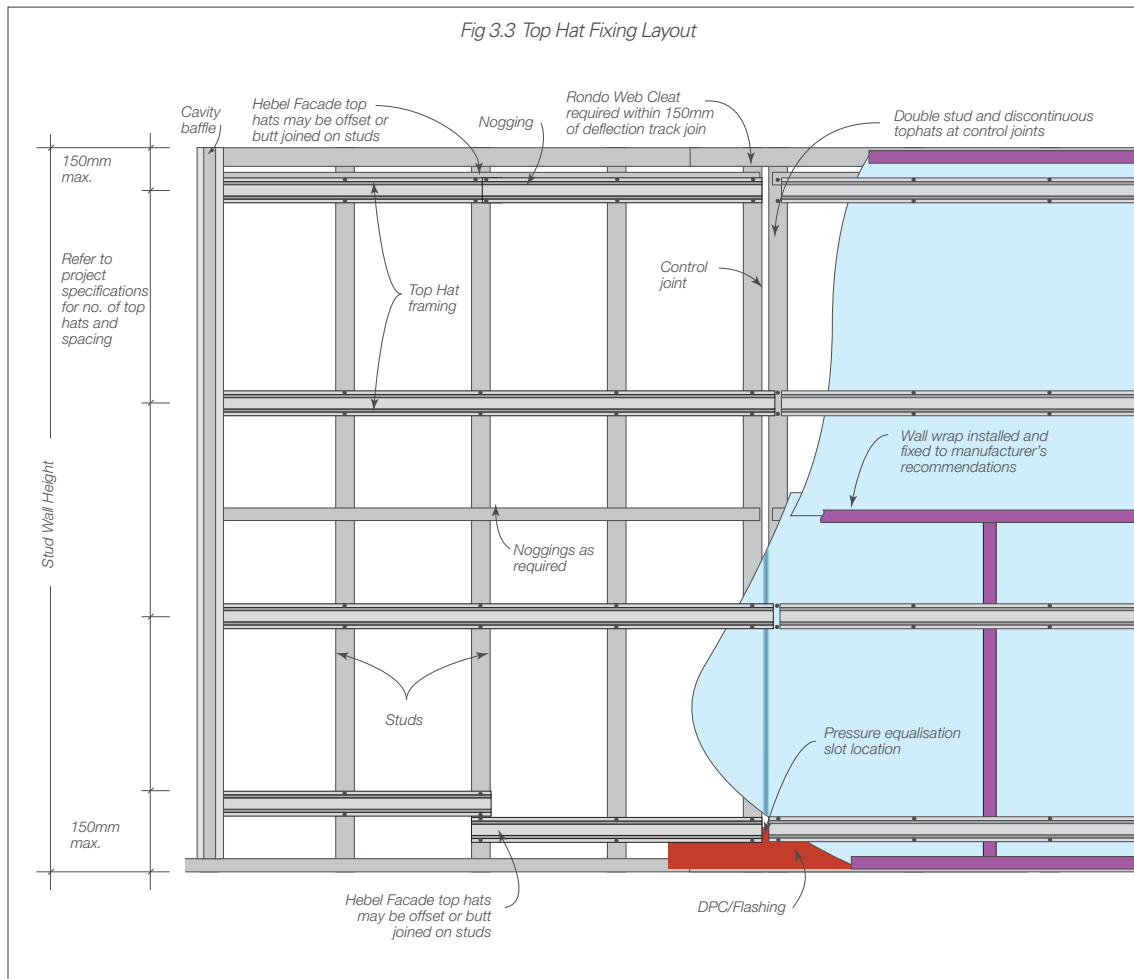 Fig 3.3 Top Hat Fixing Layout
Cavity
baffle
Hebel Facade top
hats may be offset or
butt joined on studs
Nogging
Rondo Web Cleat
required within 150mm
of deflection track join
Double stud and discontinuous
tophats at control joints
150mm
max.
Refer to
project
specifications
for no. of top
hats and
spacing
Top Hat
framing
Control
joint
Stud Wall Height
Wall wrap installed and
fixed to manufacturer's
recommendations
Noggings as
required
Studs
Pressure equalisation
slot location
150mm
max.
Hebel Facade top hats
may be offset or butt
joined on studs
DPC/Flashing